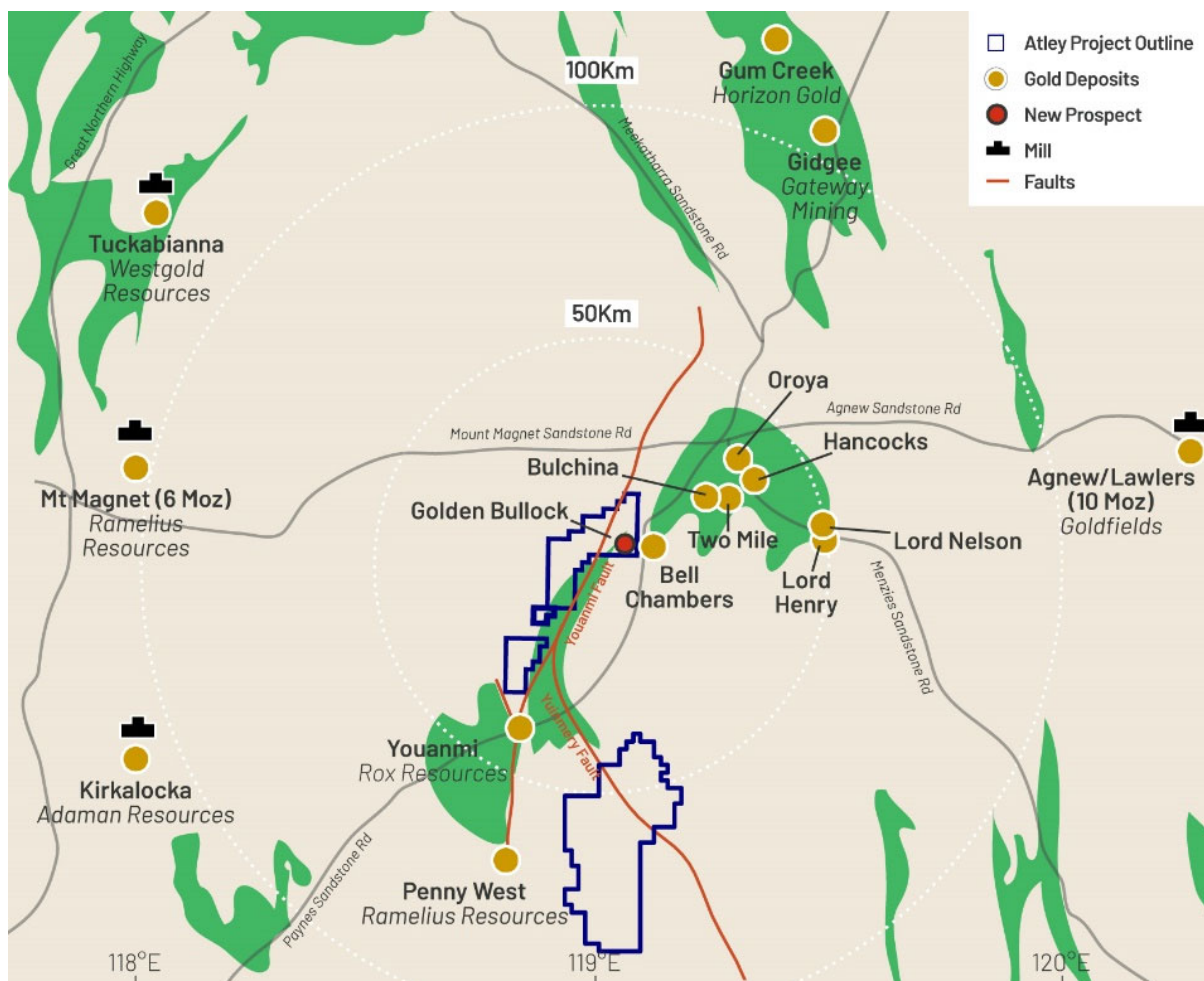 Great Northern Highway
100Km
Gum Creek
Horizon Gold
Meekatharra Sandstone Rd
Gidgee
Gateway
Mining
Atley Project Outline
Gold Deposits
New Prospect
Mill
Faults
Tuckabianna
Westgold
Resources
50Km
Oroya
Agnew Sandstone Rd
Mount Magnet Sandstone Rd
Hancocks
Bulchina
Mt Magnet (6 Moz)
Ramelius
Resources
Golden Bullock
Two Mile
Lord Nelson
Agnew/Lawlers
(10 Moz)
Goldfields
Bell
Chambers
Lord
Henry
Youanmi Fault
Menzies Sandstone Rd
Yuinmery Fault
Youanmi
Rox Resources
Kirkalocka
Adaman Resources
Paynes Sandstone Rd
Penny West
Ramelius Resources
118°E
119°E
120°E